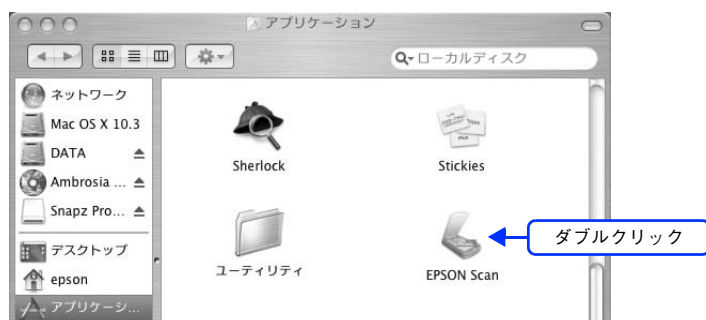 アプリケーション
ローカルディスク
ネットワーク
Mac OS X 10.3
DATA
Ambrosia ...
Snapz Pro...
デスクトップ
epson
アプリケーシ...
Sherlock
Stickies
ユーティリティ
EPSON Scan
ダブルクリック